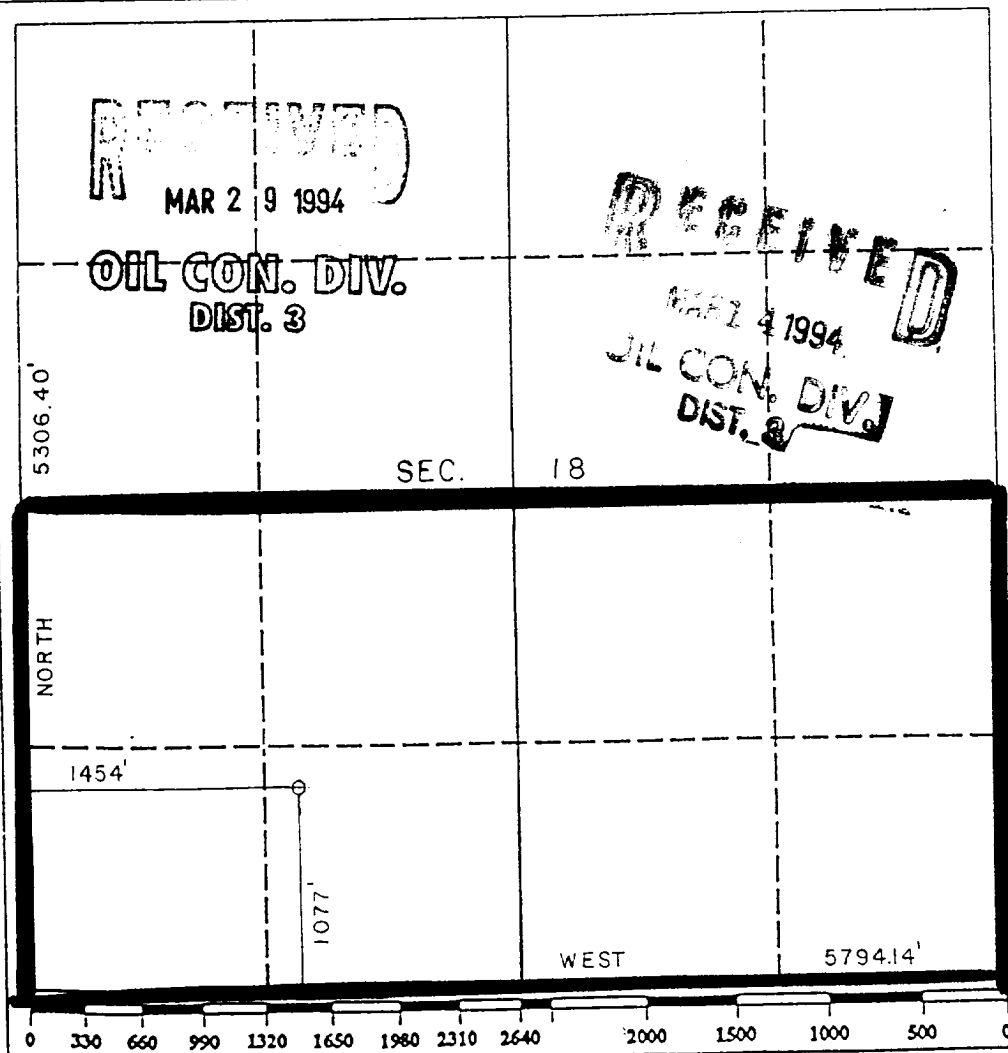 RECEIVED
MAR 2 9 1994
OIL CON. DIV.
DIST. 3
RECEIVED
1994
OIL CON. DIV.
DIST. 3
5306.40'
SEC. 18
NORTH
1454'
1077'
WEST 5794.14'
0 330 660 990 1320 1650 1980 2310 2640 2000 1500 1000 500 0